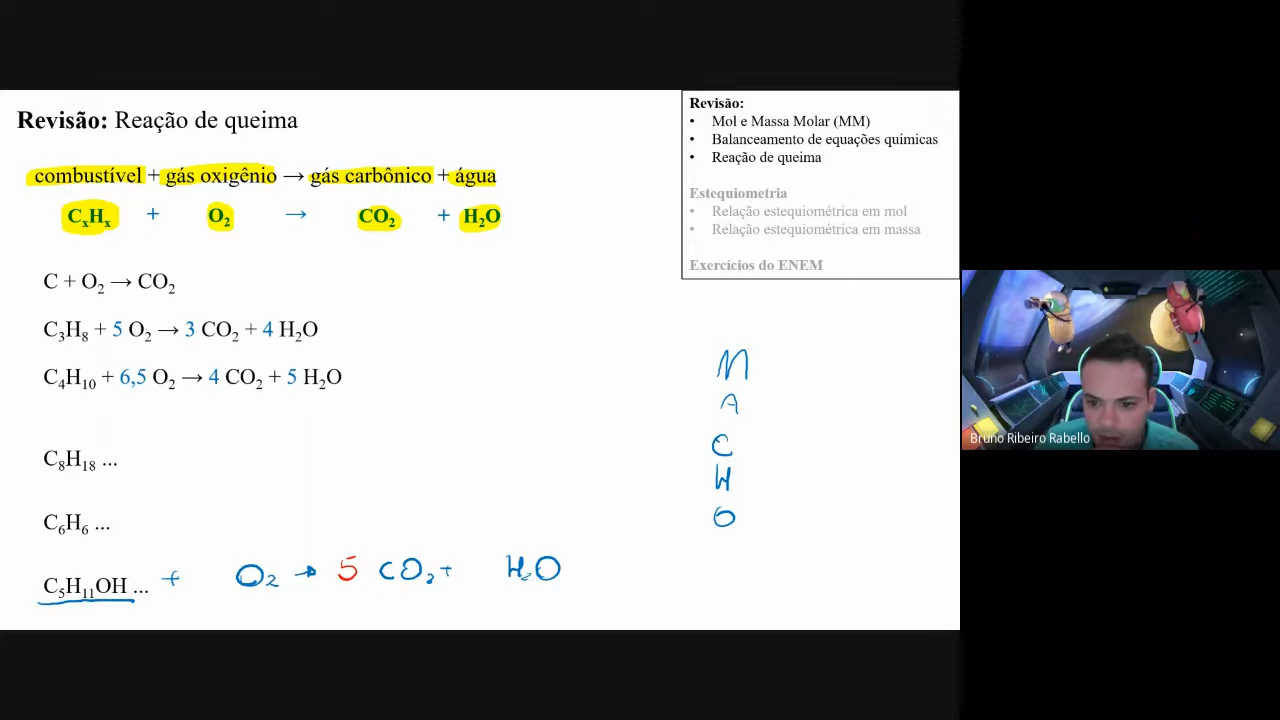 Revisão: Reação de queima
combustível + gás oxigênio → gás carbônico + água
CₓHₓ + O₂ → CO₂ + H₂O
C + O₂ → CO₂
C₃H₈ + 5 O₂ → 3 CO₂ + 4 H₂O
C₄H₁₀ + 6,5 O₂ → 4 CO₂ + 5 H₂O
C₈H₁₈ ...
C₆H₆ ...
C₅H₁₁OH ... + O₂ → 5 CO₂ + H₂O
M
A
C
H
O
Revisão:
• Mol e Massa Molar (MM)
• Balanceamento de equações químicas
• Reação de queima
Estequiometria
• Relação estequiométrica em mol
• Relação estequiométrica em massa
Exercícios do ENEM
Bruno Ribeiro Rabello